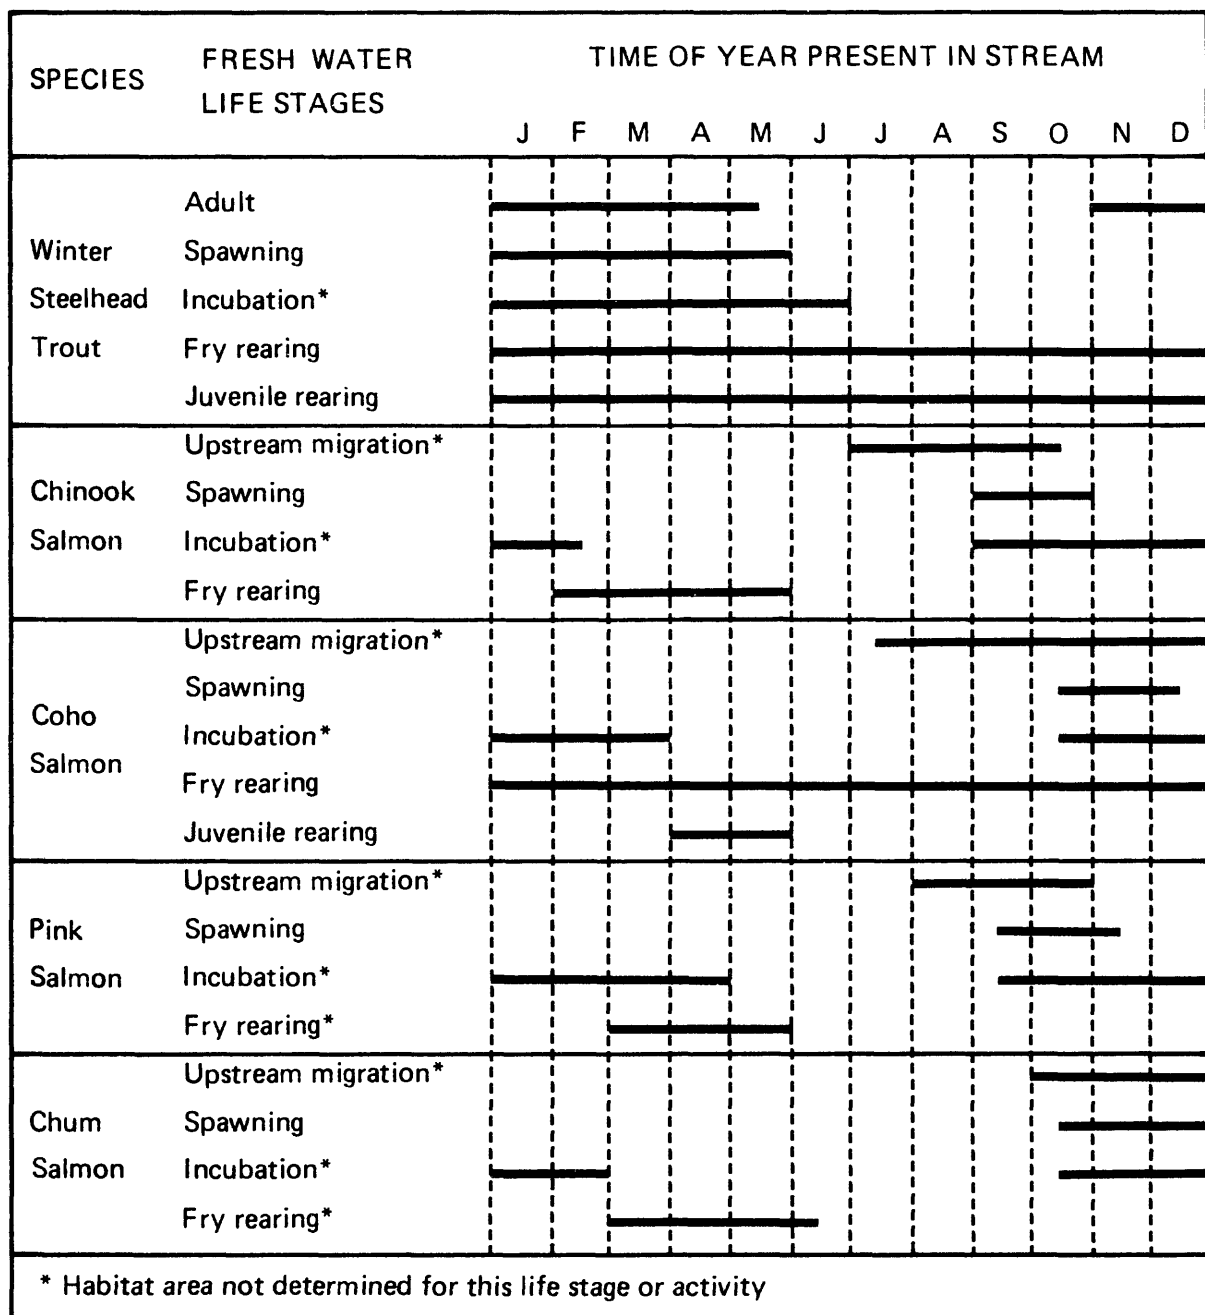 SPECIES FRESH WATER LIFE STAGES TIME OF YEAR PRESENT IN STREAM
J F M A M J J A S O N D
Winter Steelhead Trout
Adult
Spawning
Incubation*
Fry rearing
Juvenile rearing
Chinook Salmon
Upstream migration*
Spawning
Incubation*
Fry rearing
Coho Salmon
Upstream migration*
Spawning
Incubation*
Fry rearing
Juvenile rearing
Pink Salmon
Upstream migration*
Spawning
Incubation*
Fry rearing*
Chum Salmon
Upstream migration*
Spawning
Incubation*
Fry rearing*
* Habitat area not determined for this life stage or activity